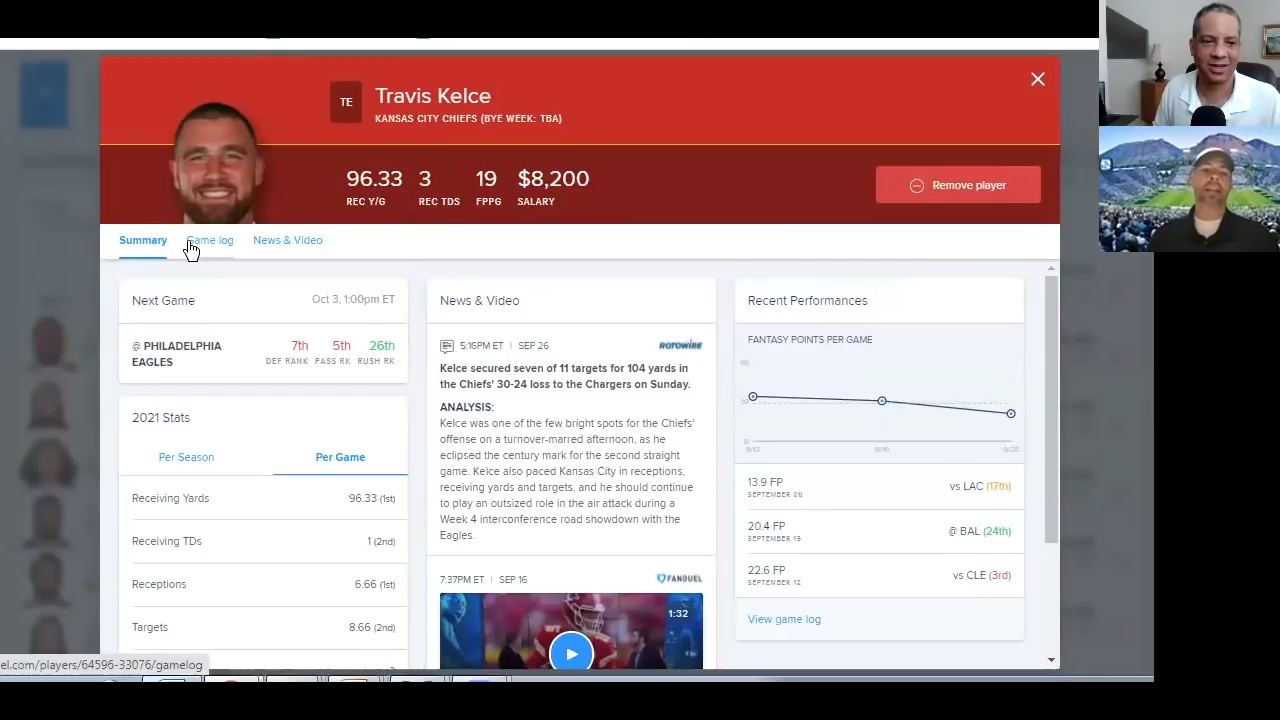 TE
Travis Kelce
KANSAS CITY CHIEFS (BYE WEEK: TBA)
96.33
REC Y/G
3
REC TDS
19
FPPG
$8,200
SALARY
Remove player
Summary
Game log
News & Video
Next Game
Oct 3, 1:00pm ET
@ PHILADELPHIA
EAGLES
7th
DEF RANK
5th
PASS RK
26th
RUSH RK
2021 Stats
Per Season
Per Game
Receiving Yards
96.33 (1st)
Receiving TDs
1 (2nd)
Receptions
6.66 (1st)
Targets
8.66 (2nd)
News & Video
5:16PM ET | SEP 26
ROTOWIRE
Kelce secured seven of 11 targets for 104 yards in
the Chiefs' 30-24 loss to the Chargers on Sunday.
ANALYSIS:
Kelce was one of the few bright spots for the Chiefs'
offense on a turnover-marred afternoon, as he
eclipsed the century mark for the second straight
game. Kelce also paced Kansas City in receptions,
receiving yards and targets, and he should continue
to play an outsized role in the air attack during a
Week 4 interconference road showdown with the
Eagles.
7:37PM ET | SEP 16
FANDUEL
1:32
Recent Performances
FANTASY POINTS PER GAME
40
20
0
9/12
9/19
9/26
13.9 FP
SEPTEMBER 26
vs LAC (17th)
20.4 FP
SEPTEMBER 19
@ BAL (24th)
22.6 FP
SEPTEMBER 12
vs CLE (3rd)
View game log
el.com/players/64596-33076/gamelog